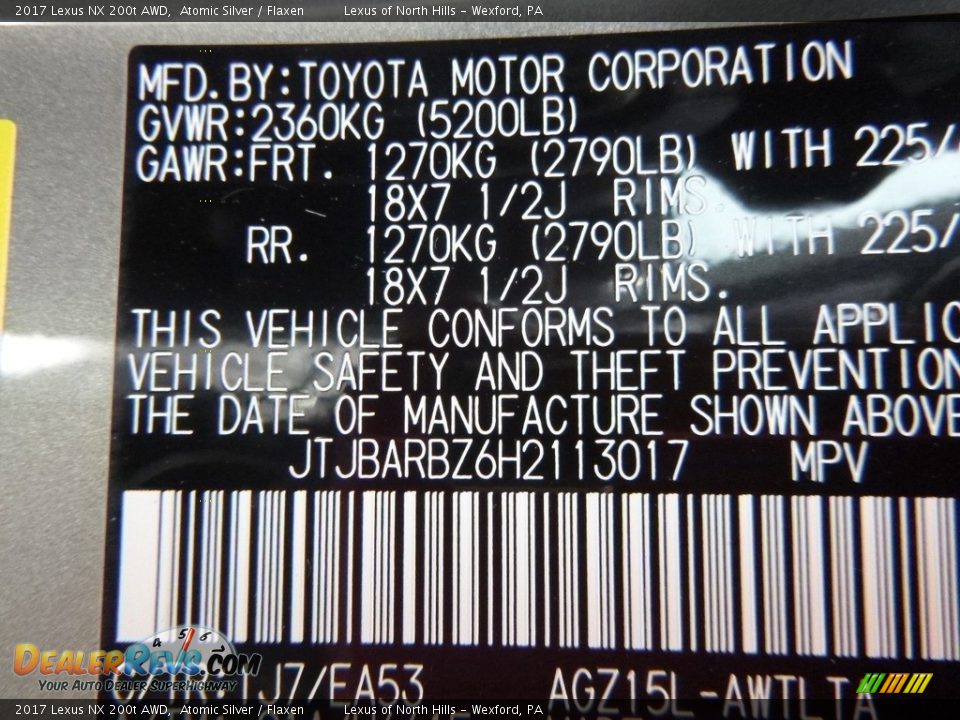 2017 Lexus NX 200t AWD,  Atomic Silver / Flaxen          Lexus of North Hills - Wexford, PA
MFD.BY:TOYOTA MOTOR CORPORATION
GVWR:2360KG (5200LB)
GAWR:FRT. 1270KG (2790LB) WITH 225/
18X7 1/2J RIMS.
RR. 1270KG (2790LB) WITH 225/
18X7 1/2J RIMS.
THIS VEHICLE CONFORMS TO ALL APPLIC
VEHICLE SAFETY AND THEFT PREVENTION
THE DATE OF MANUFACTURE SHOWN ABOVE
JTJBARBZ6H2113017 MPV
4 5 6
DEALERREVS.COM
Your Auto Dealer SuperHighway
TJ7/EA53 AGZ15L-AWTLTA
2017 Lexus NX 200t AWD,  Atomic Silver / Flaxen          Lexus of North Hills - Wexford, PA